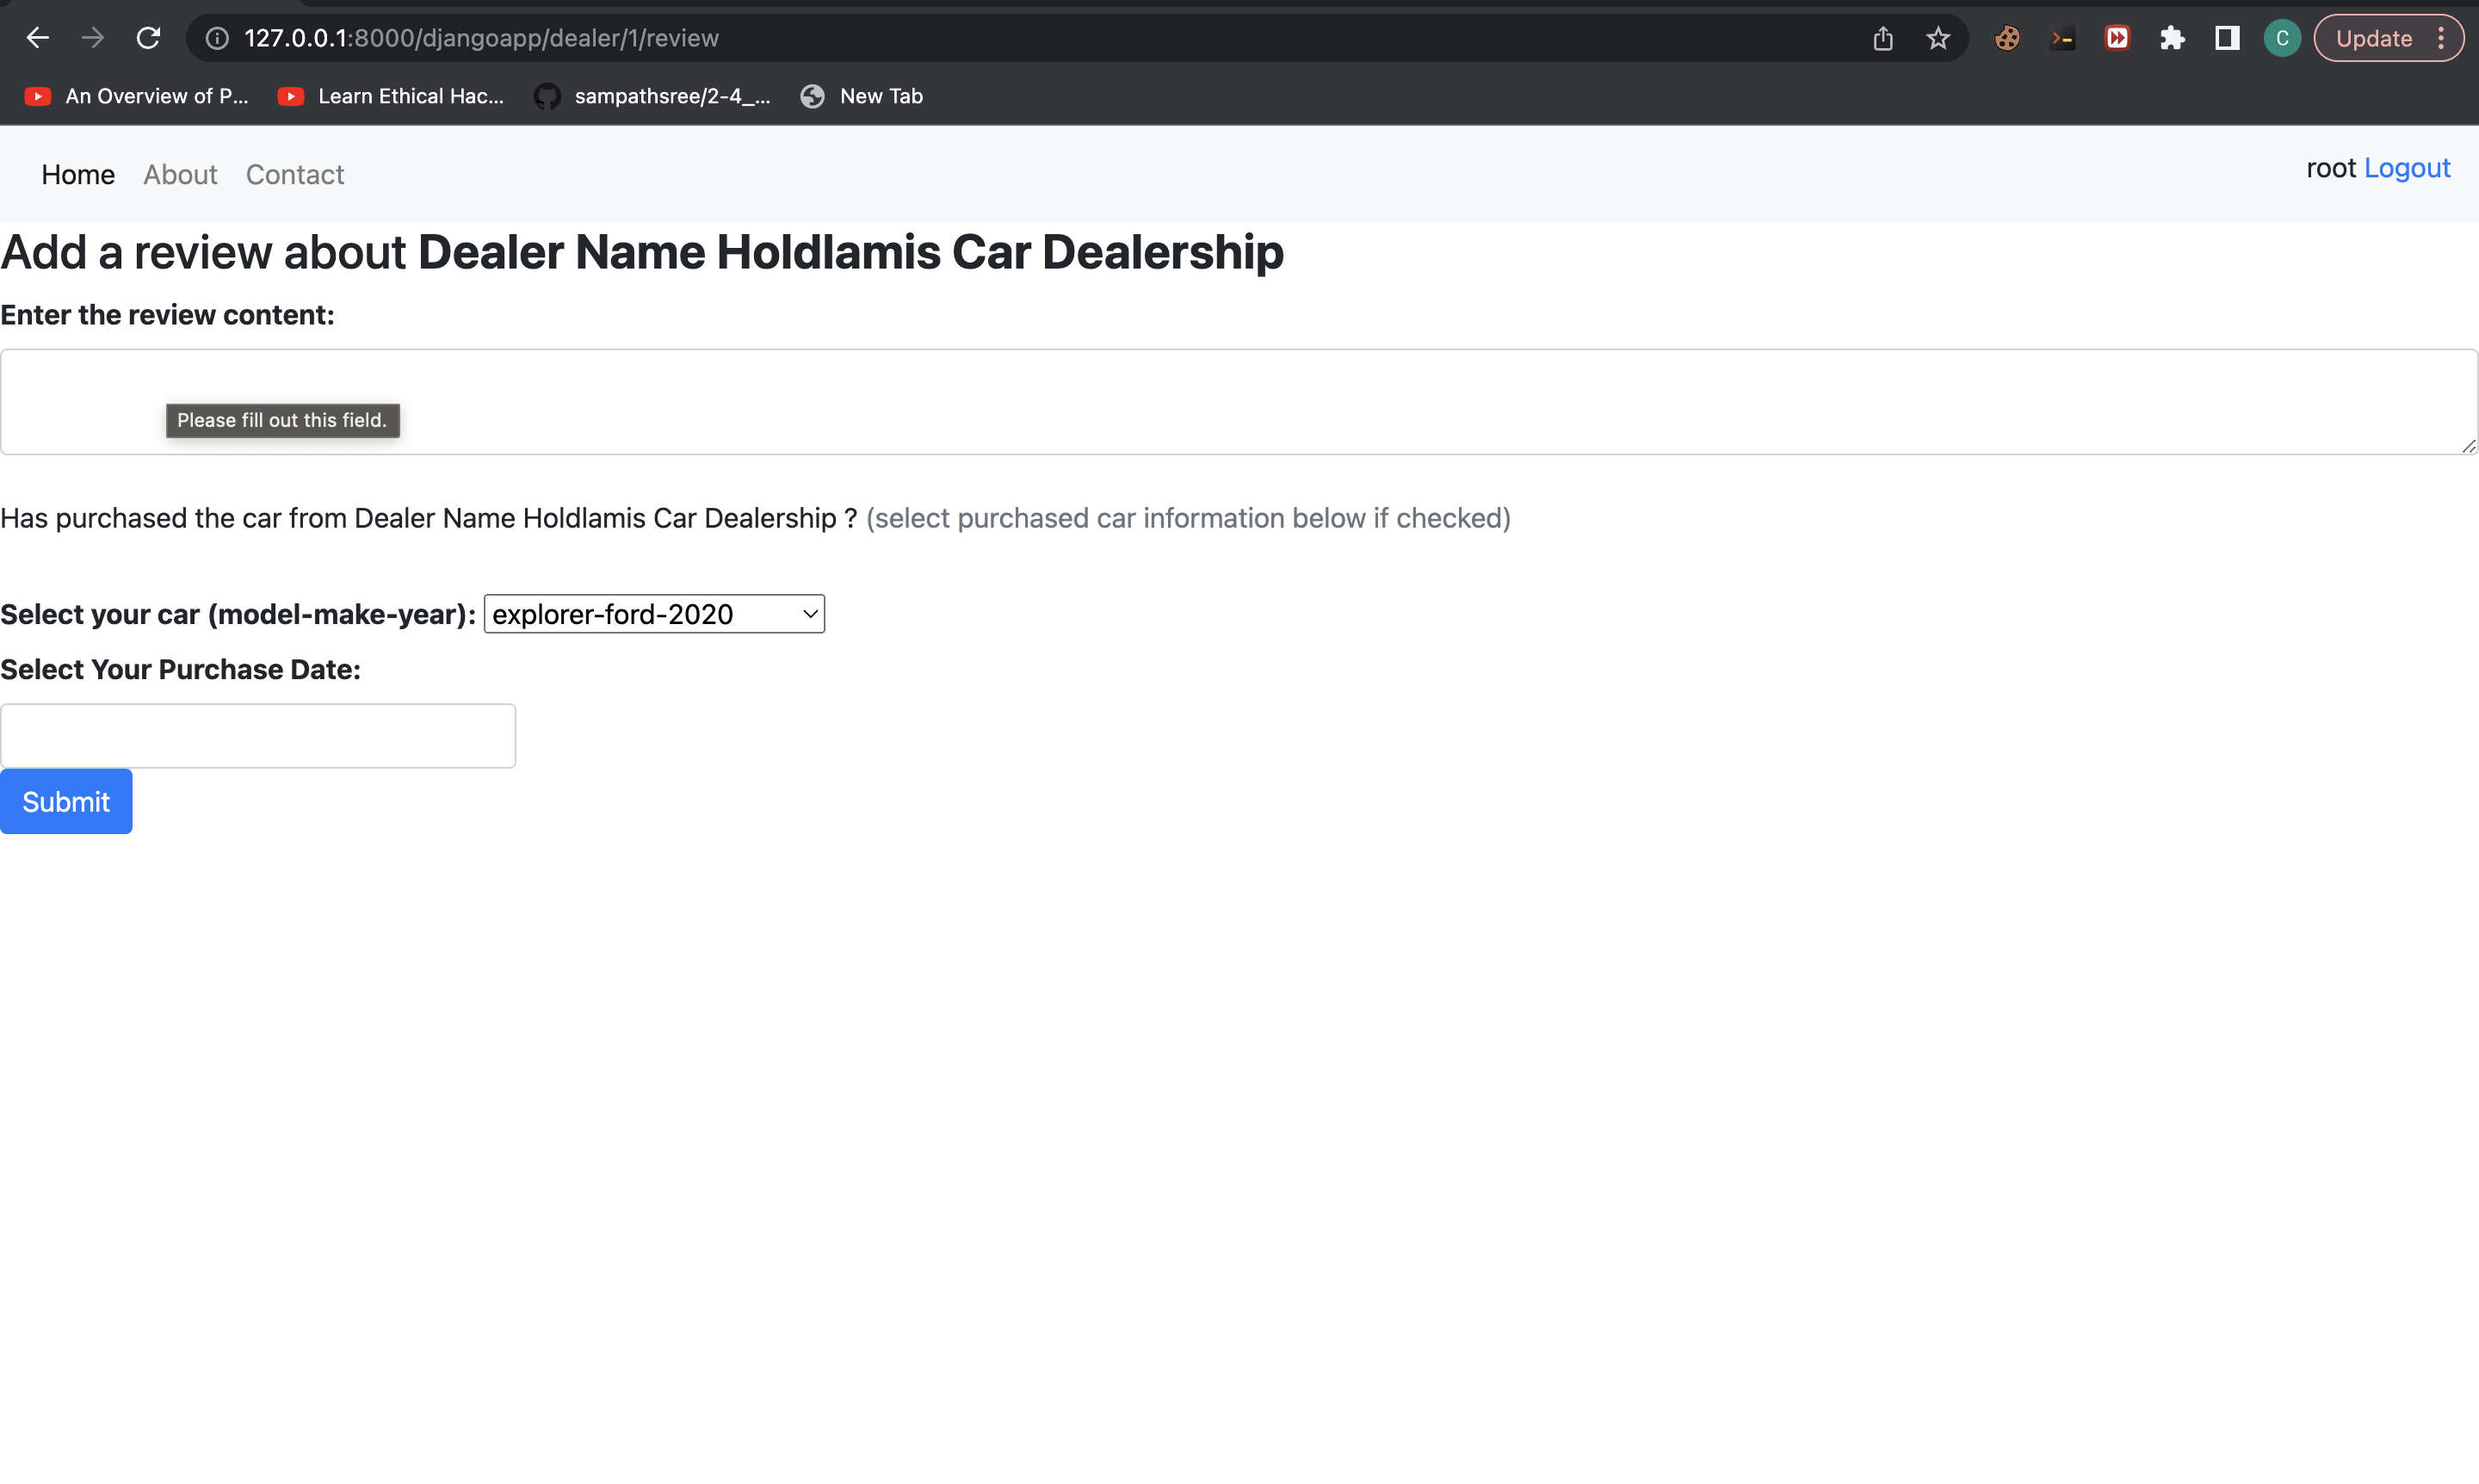 127.0.0.1:8000/djangoapp/dealer/1/review
C
Update
An Overview of P...
Learn Ethical Hac...
sampathsree/2-4_...
New Tab
Home
About
Contact
root Logout
Add a review about Dealer Name Holdlamis Car Dealership
Enter the review content:
Please fill out this field.
Has purchased the car from Dealer Name Holdlamis Car Dealership ? (select purchased car information below if checked)
Select your car (model-make-year): explorer-ford-2020
Select Your Purchase Date:
Submit